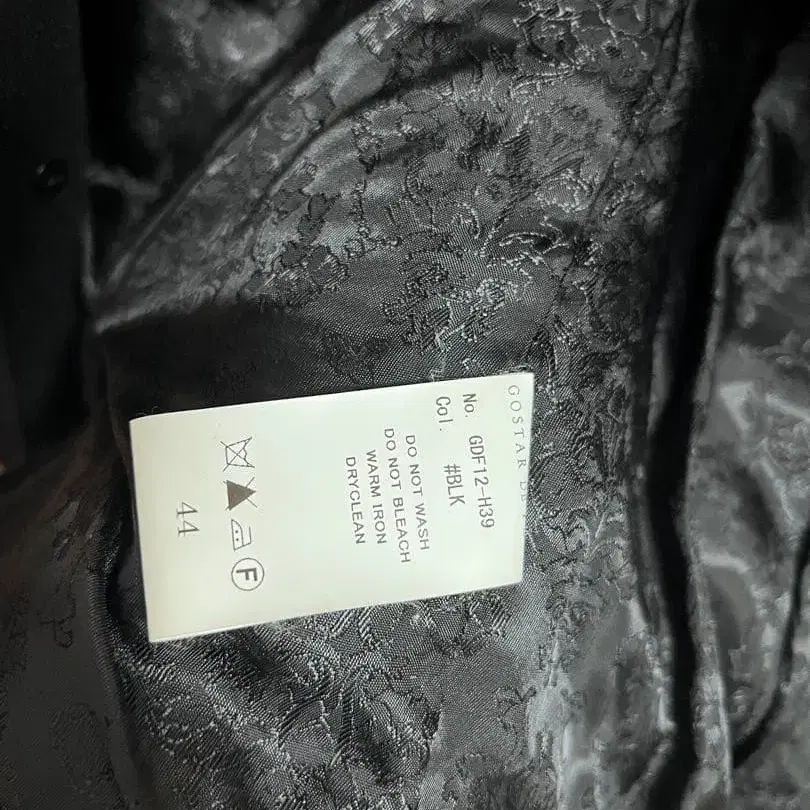 GOSTAR
No. GDF12-H39
Col. #BLK
DO NOT WASH
DO NOT BLEACH
WARM IRON
DRYCLEAN
F
44